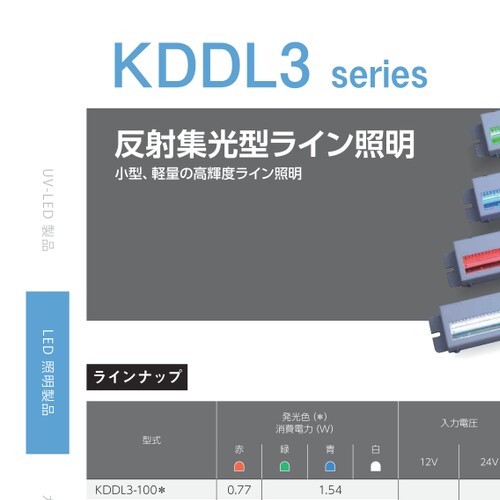 KDDL3 series
反射集光型ライン照明
小型、軽量の高輝度ライン照明
UV-LED 製品
LED 照明製品
ラインナップ
型式
発光色 (＊)
消費電力 (W)
入力電圧
赤 緑 青 白
12V 24V
KDDL3-100＊ 0.77 1.54